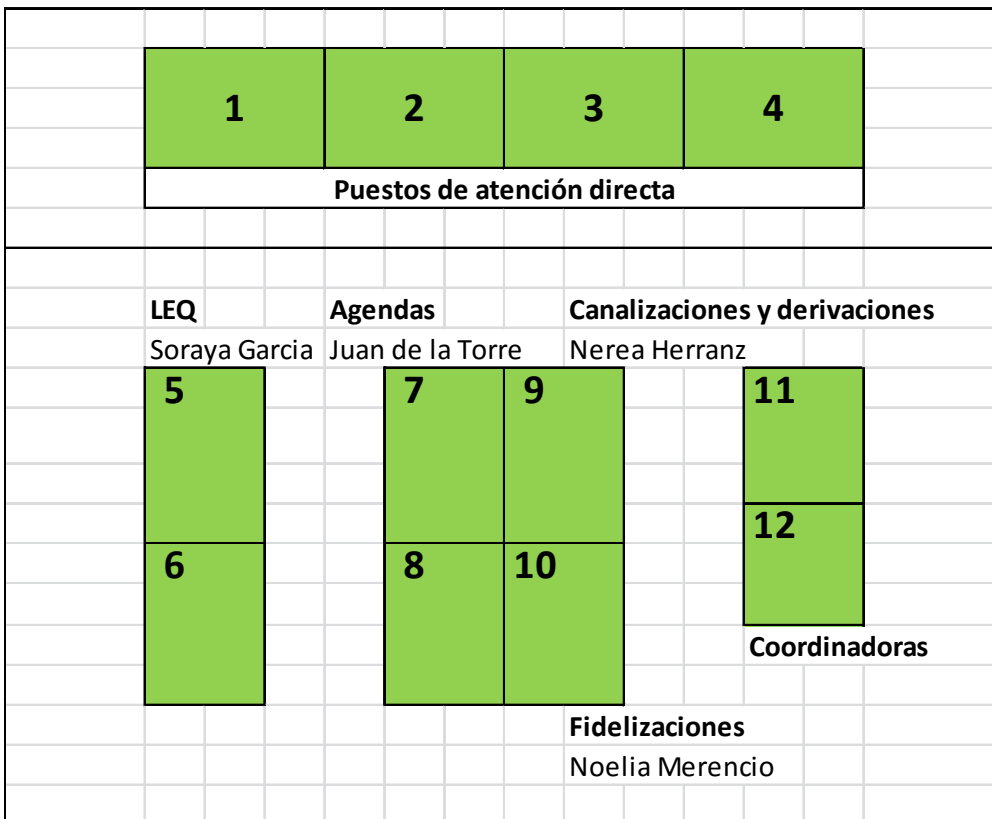 1 2 3 4
Puestos de atención directa
LEQ Agendas Canalizaciones y derivaciones
Soraya Garcia Juan de la Torre Nerea Herranz
5 7 9 11
12
6 8 10
Coordinadoras
Fidelizaciones
Noelia Merencio